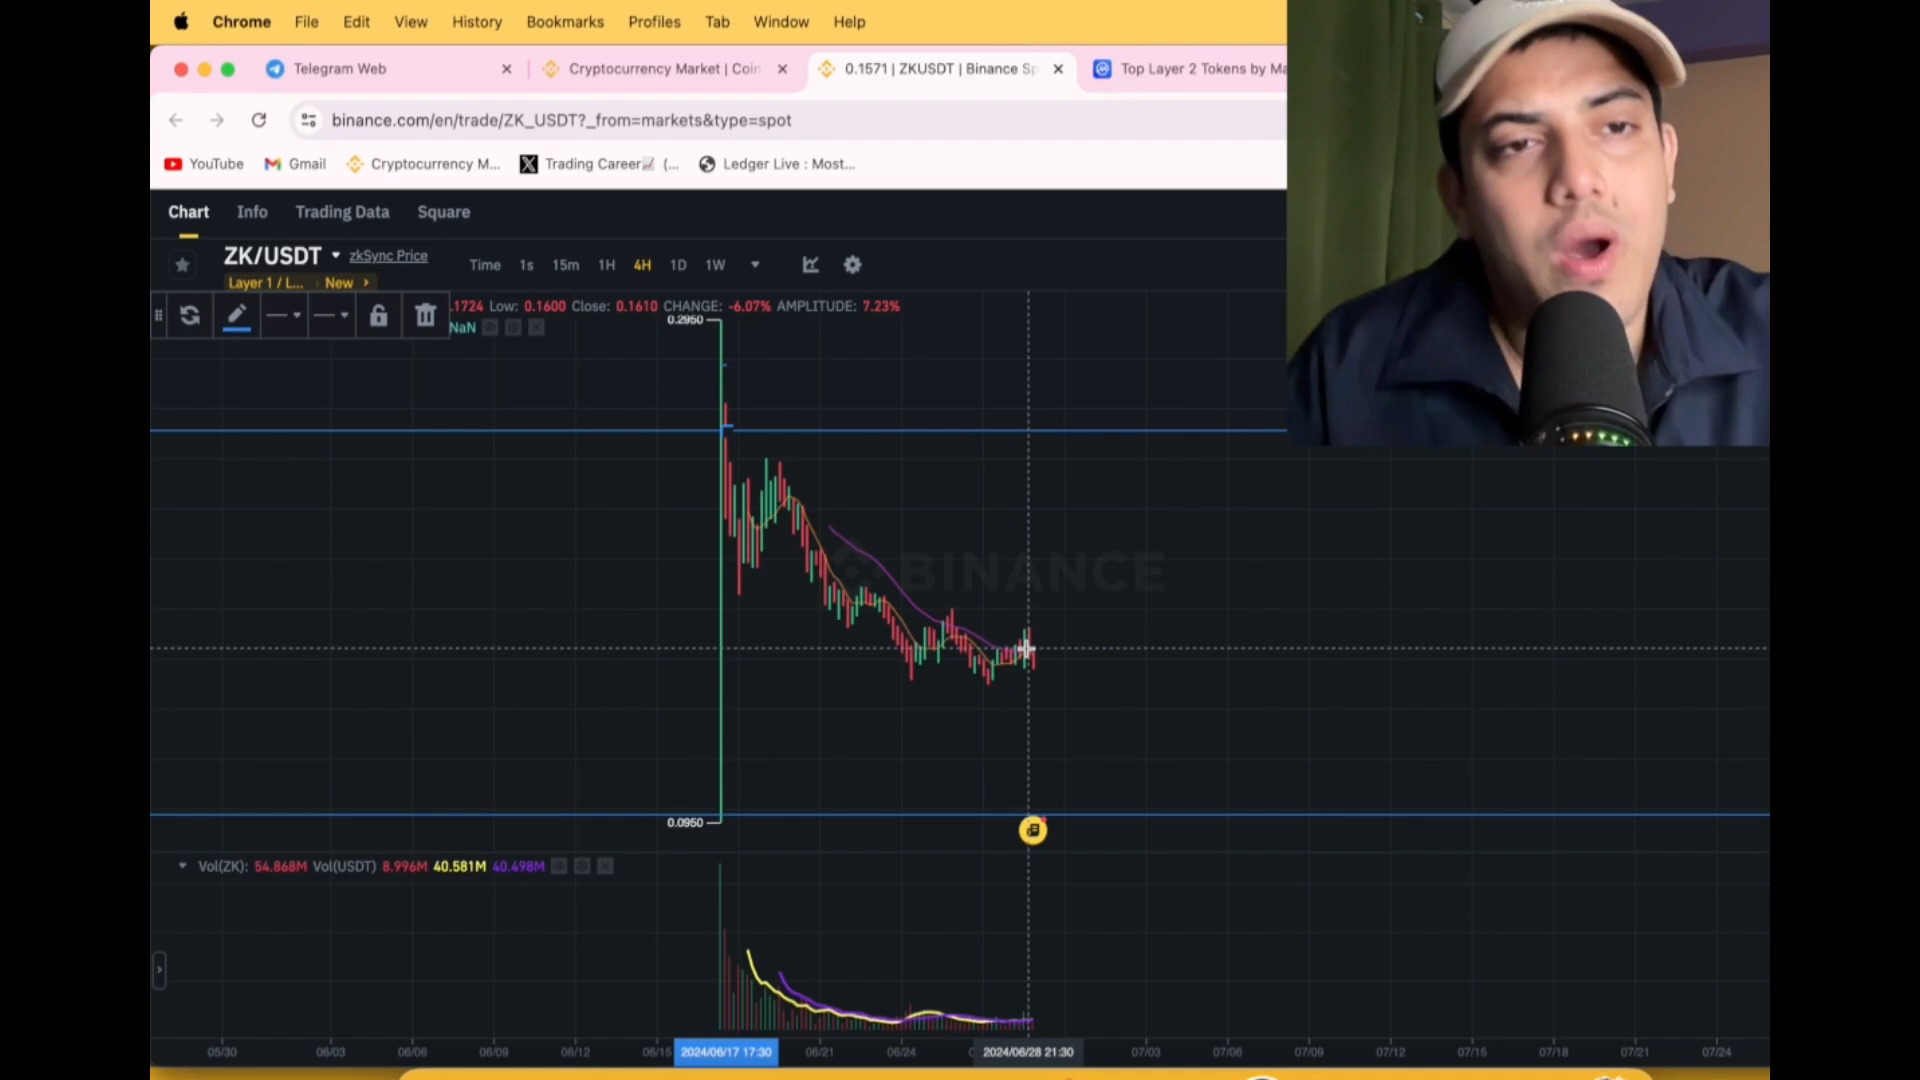 Chrome File Edit View History Bookmarks Profiles Tab Window Help
Telegram Web
Cryptocurrency Market | Coin
0.1571 | ZKUSDT | Binance Sp
Top Layer 2 Tokens by Ma
binance.com/en/trade/ZK_USDT?_from=markets&type=spot
YouTube Gmail Cryptocurrency M... Trading Career (... Ledger Live : Most...
Chart Info Trading Data Square
ZK/USDT zkSync Price Time 1s 15m 1H 4H 1D 1W
Layer 1 / L... New
.1724 Low: 0.1600 Close: 0.1610 CHANGE: -6.07% AMPLITUDE: 7.23%
NaN
0.2950
BINANCE
0.0950
Vol(ZK): 54.868M Vol(USDT) 8.996M 40.581M 40.498M
05/30 06/03 06/06 06/09 06/12 06/15 2024/06/17 17:30 06/21 06/24 2024/06/28 21:30 07/03 07/06 07/09 07/12 07/15 07/18 07/21 07/24